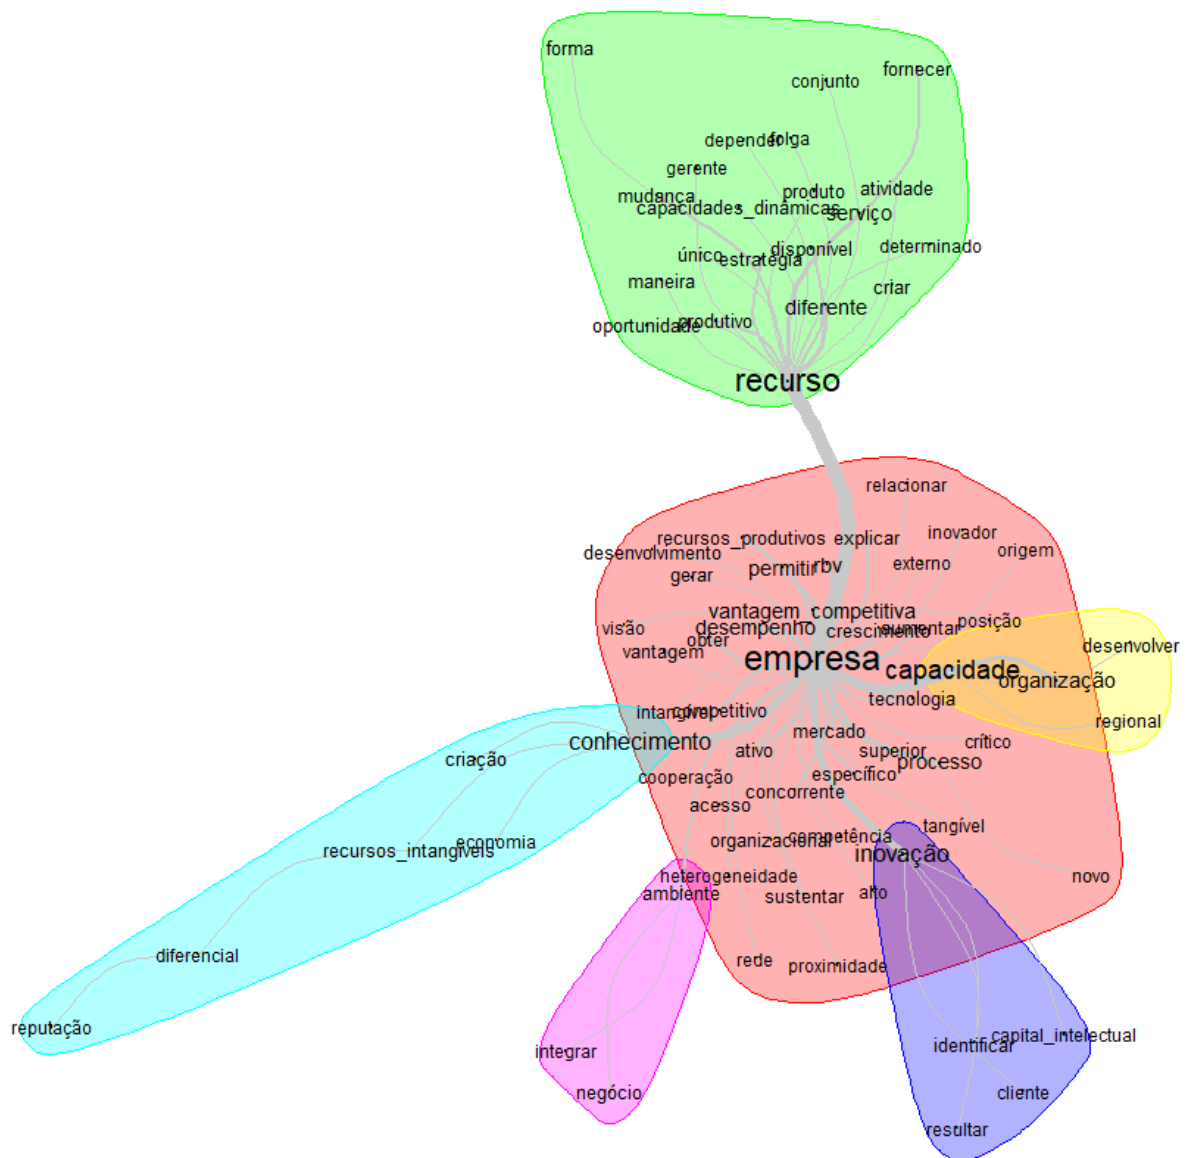 forma
fornecer
conjunto
depender
folga
gerente
mudança
produto
atividade
capacidades_dinâmicas
serviço
único
estratégia
disponível
determinado
maneira
criar
diferente
oportunidade
produtivo
recurso
relacionar
recursos_produtivos
explicar
inovador
desenvolvimento
origem
permitir
rbv
externo
gerar
vantagem_competitiva
visão
desempenho
crescimento
aumentar
posição
obter
vantagem
empresa
capacidade
desenvolver
organização
tecnologia
intangível
competitivo
regional
conhecimento
mercado
crítico
criação
ativo
superior
processo
cooperação
específico
acesso
concorrente
economia
recursos_intangíveis
organizacional
competência
tangível
inovação
heterogeneidade
ambiente
sustentar
alto
novo
diferencial
rede
proximidade
reputação
integrar
identificar
capital_intelectual
negócio
cliente
resultar